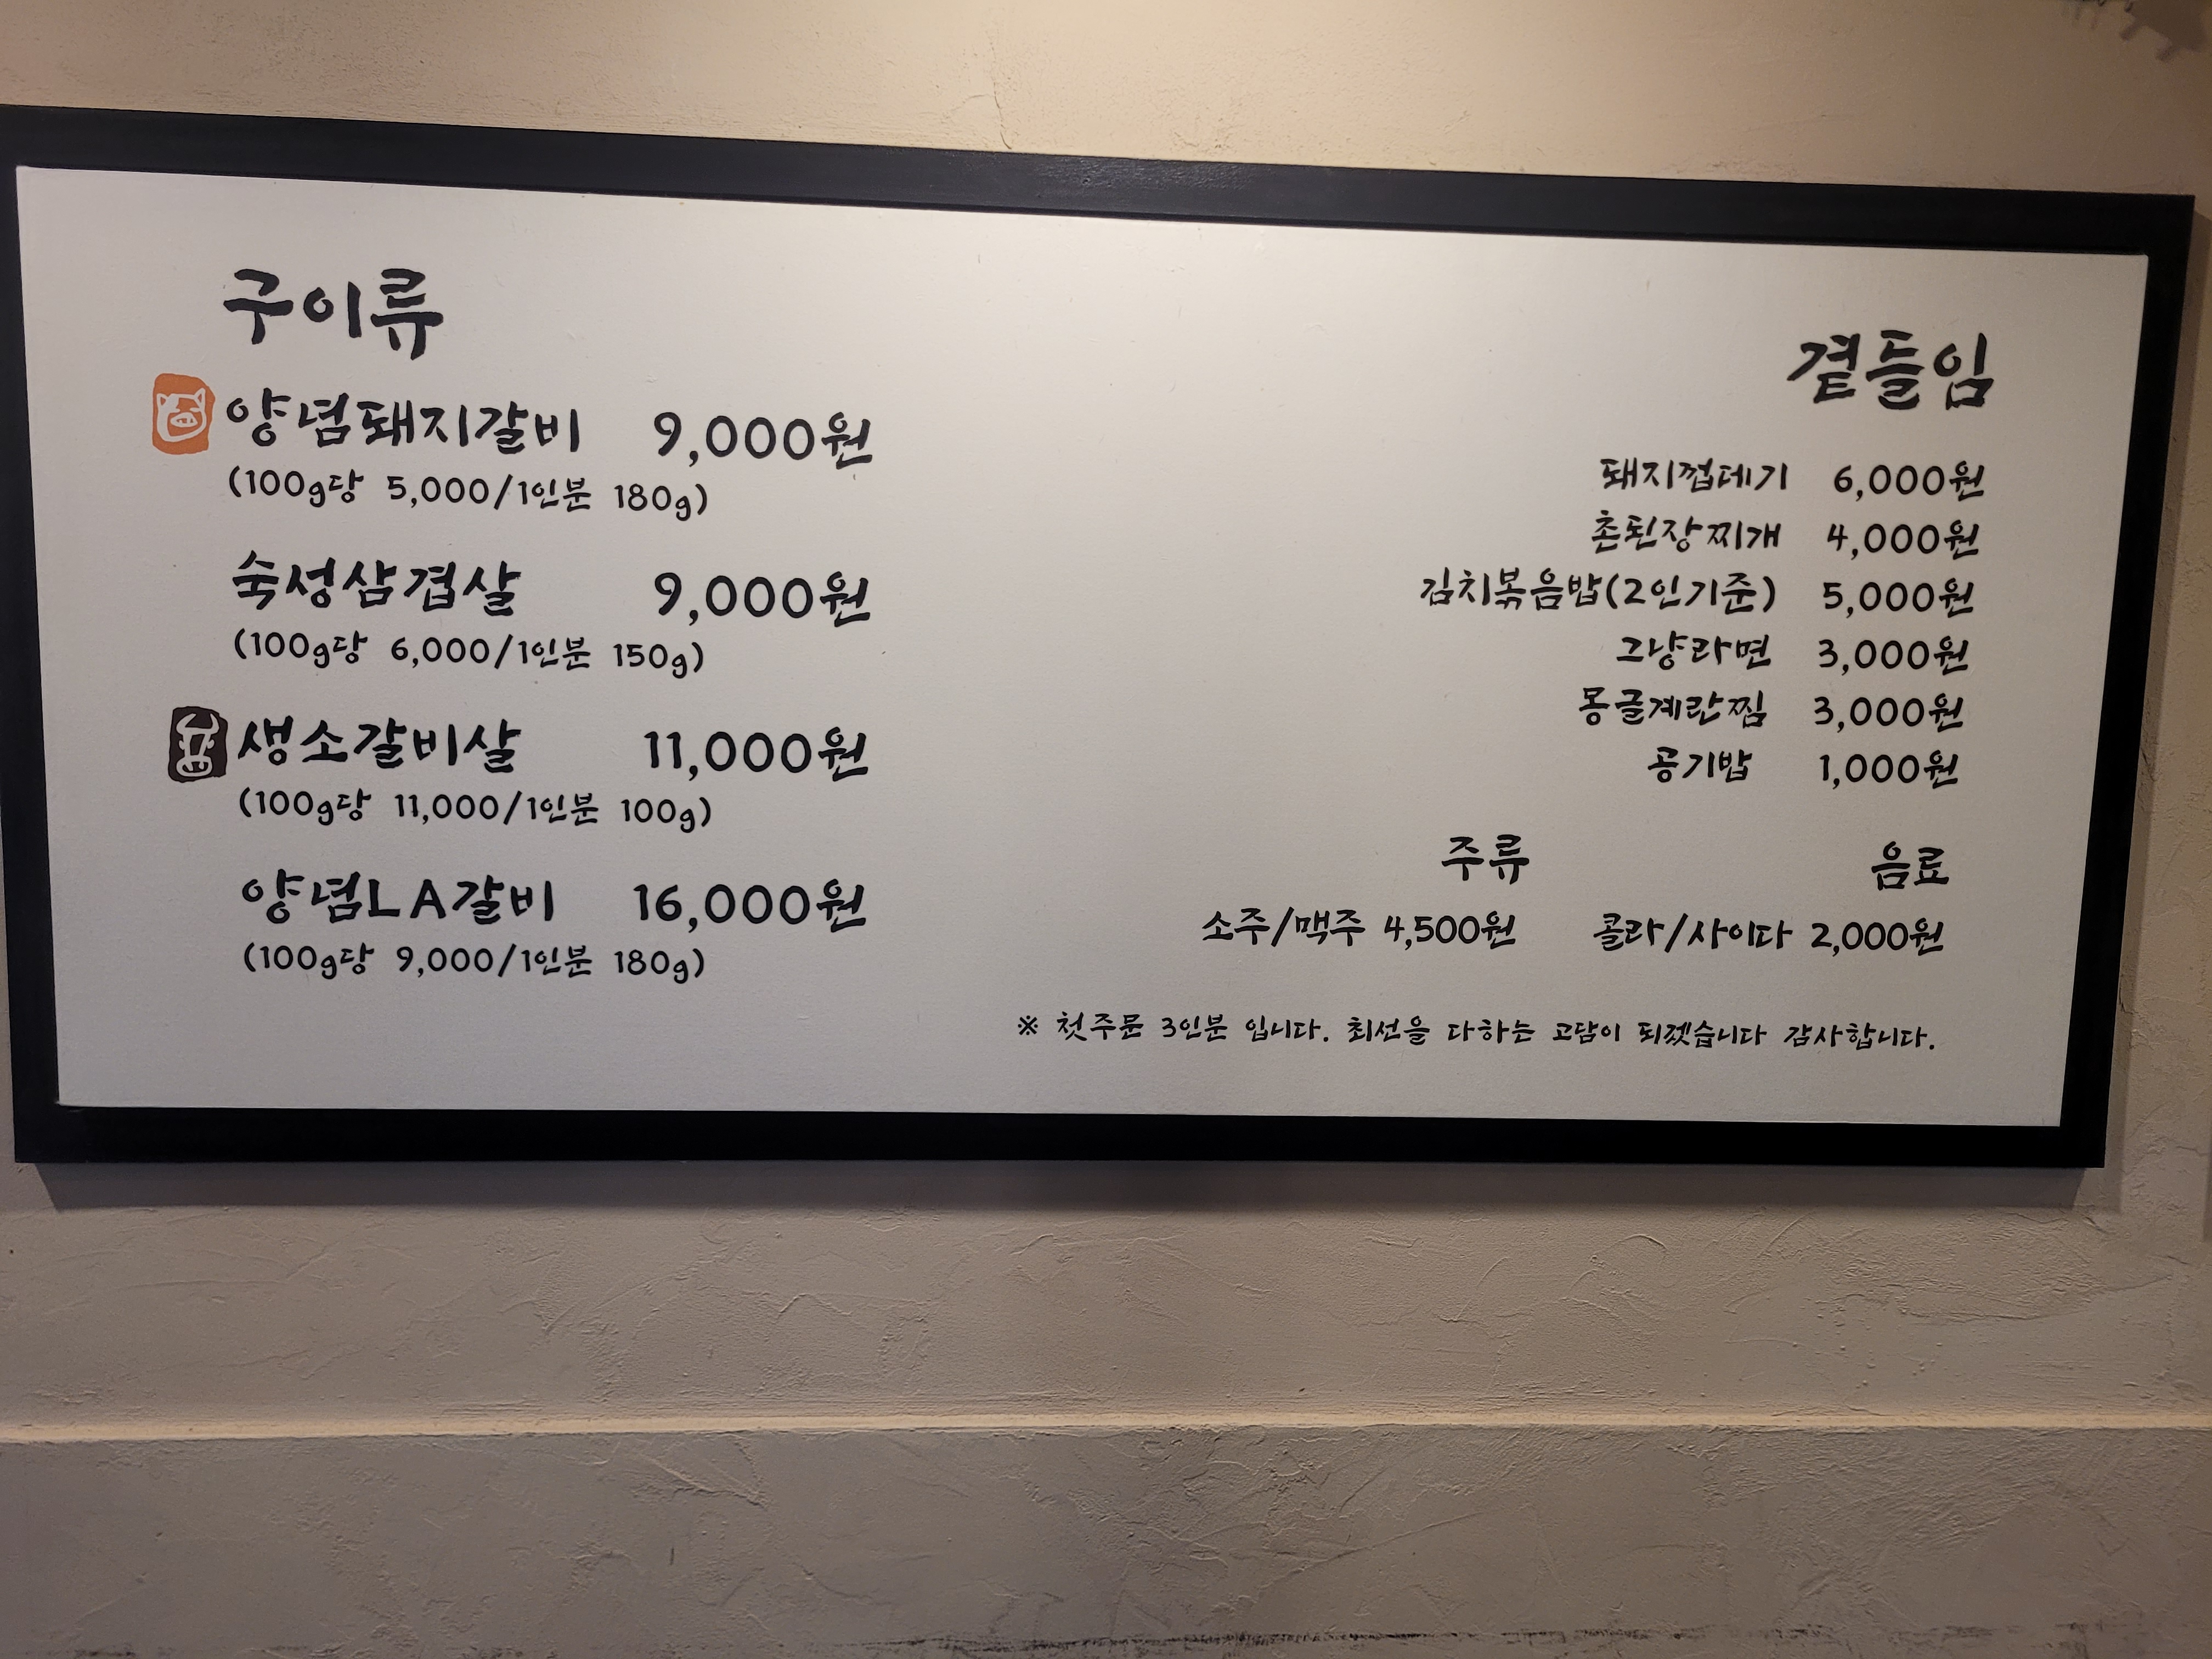 구이류
양념돼지갈비 9,000원
(100g당 5,000/1인분 180g)
숙성삼겹살 9,000원
(100g당 6,000/1인분 150g)
생소갈비살 11,000원
(100g당 11,000/1인분 100g)
양념LA갈비 16,000원
(100g당 9,000/1인분 180g)
곁들임
돼지껍데기 6,000원
촌된장찌개 4,000원
김치볶음밥(2인기준) 5,000원
그냥라면 3,000원
몽글계란찜 3,000원
공기밥 1,000원
주류
소주/맥주 4,500원
음료
콜라/사이다 2,000원
※ 첫주문 3인분 입니다. 최선을 다하는 고담이 되겠습니다 감사합니다.